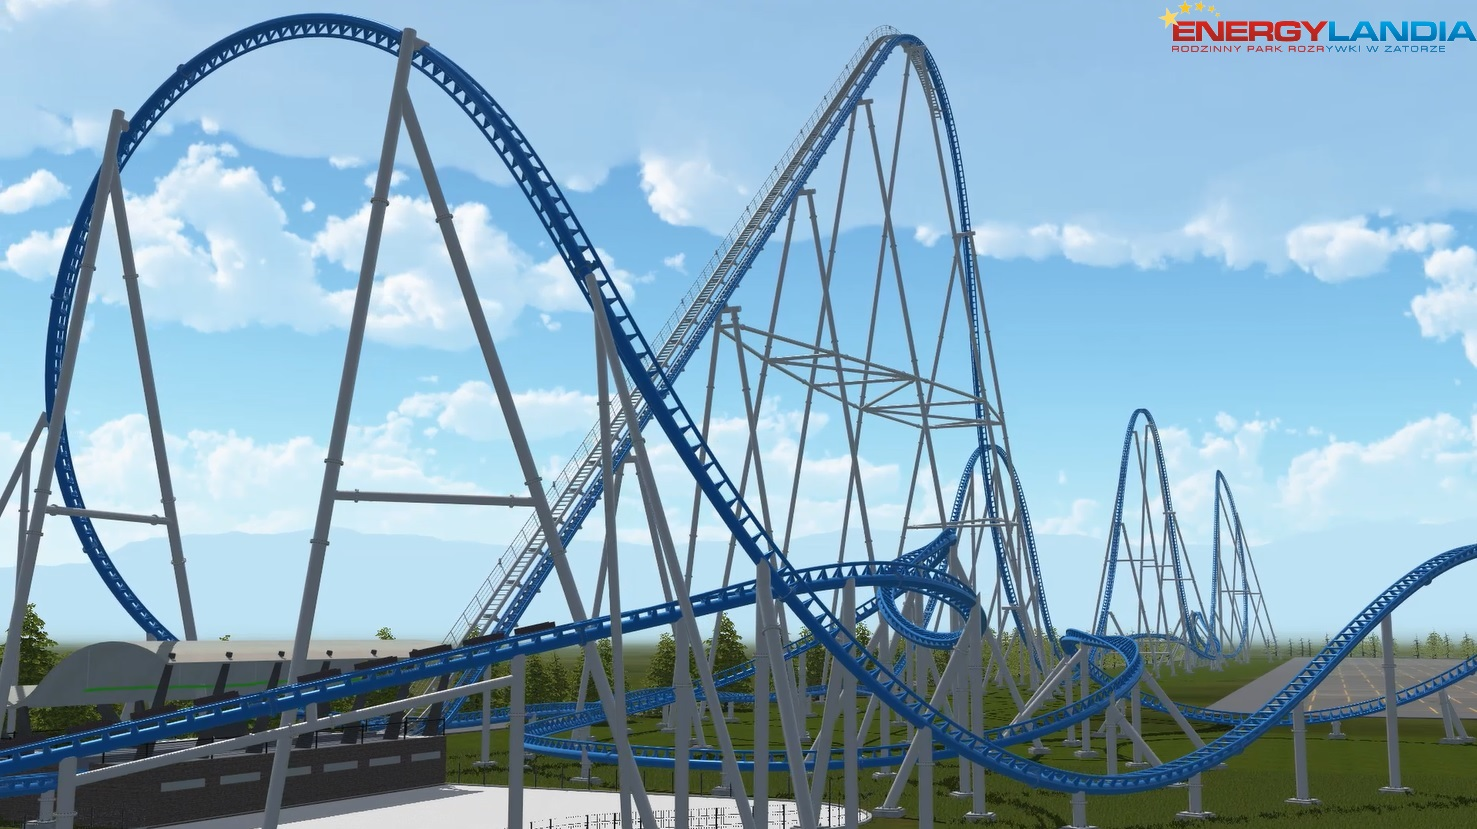 ENERGYLANDIA
RODZINNY PARK ROZRYWKI W ZATORZE